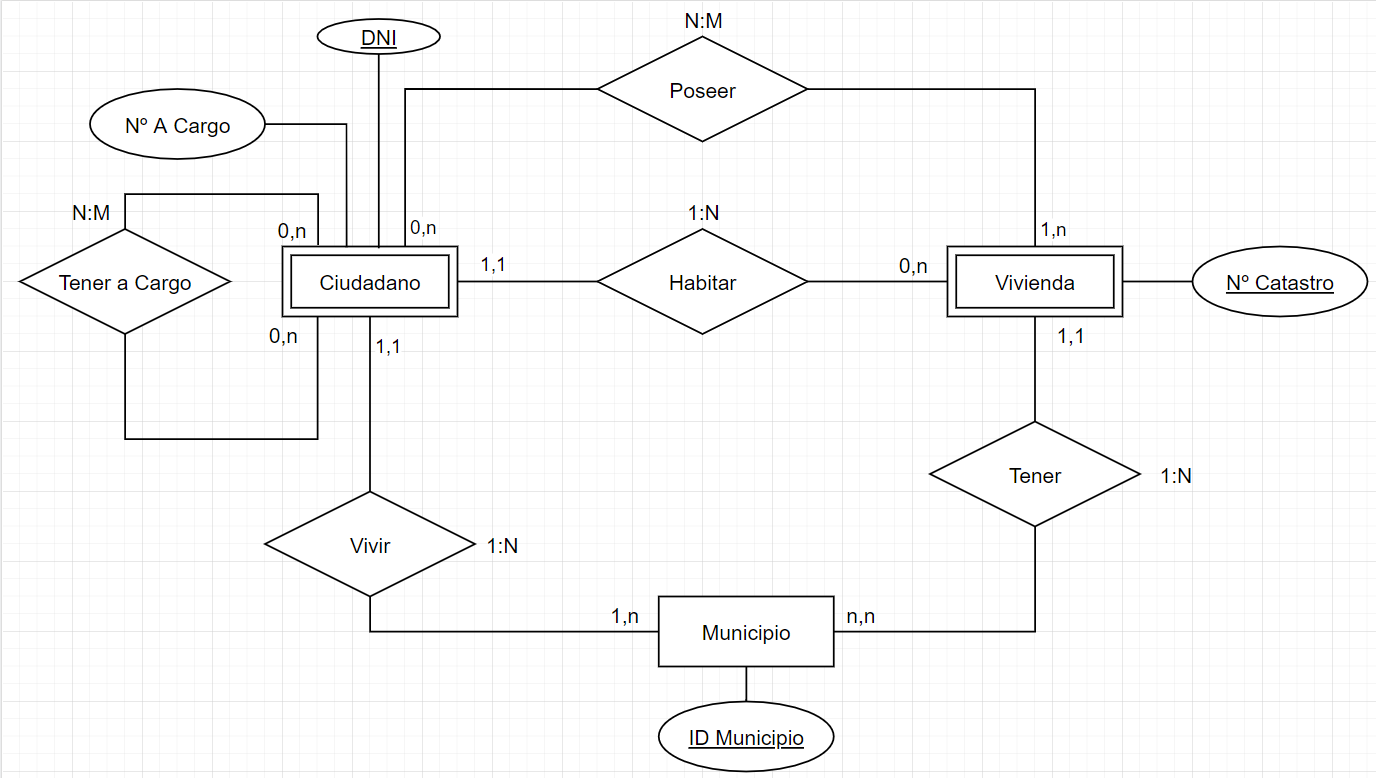 N:M
DNI
Poseer
Nº A Cargo
N:M
0,n
0,n
1:N
1,n
Tener a Cargo
Ciudadano
1,1
Habitar
0,n
Vivienda
Nº Catastro
0,n
1,1
1,1
Tener
1:N
Vivir
1:N
1,n
Municipio
n,n
ID Municipio